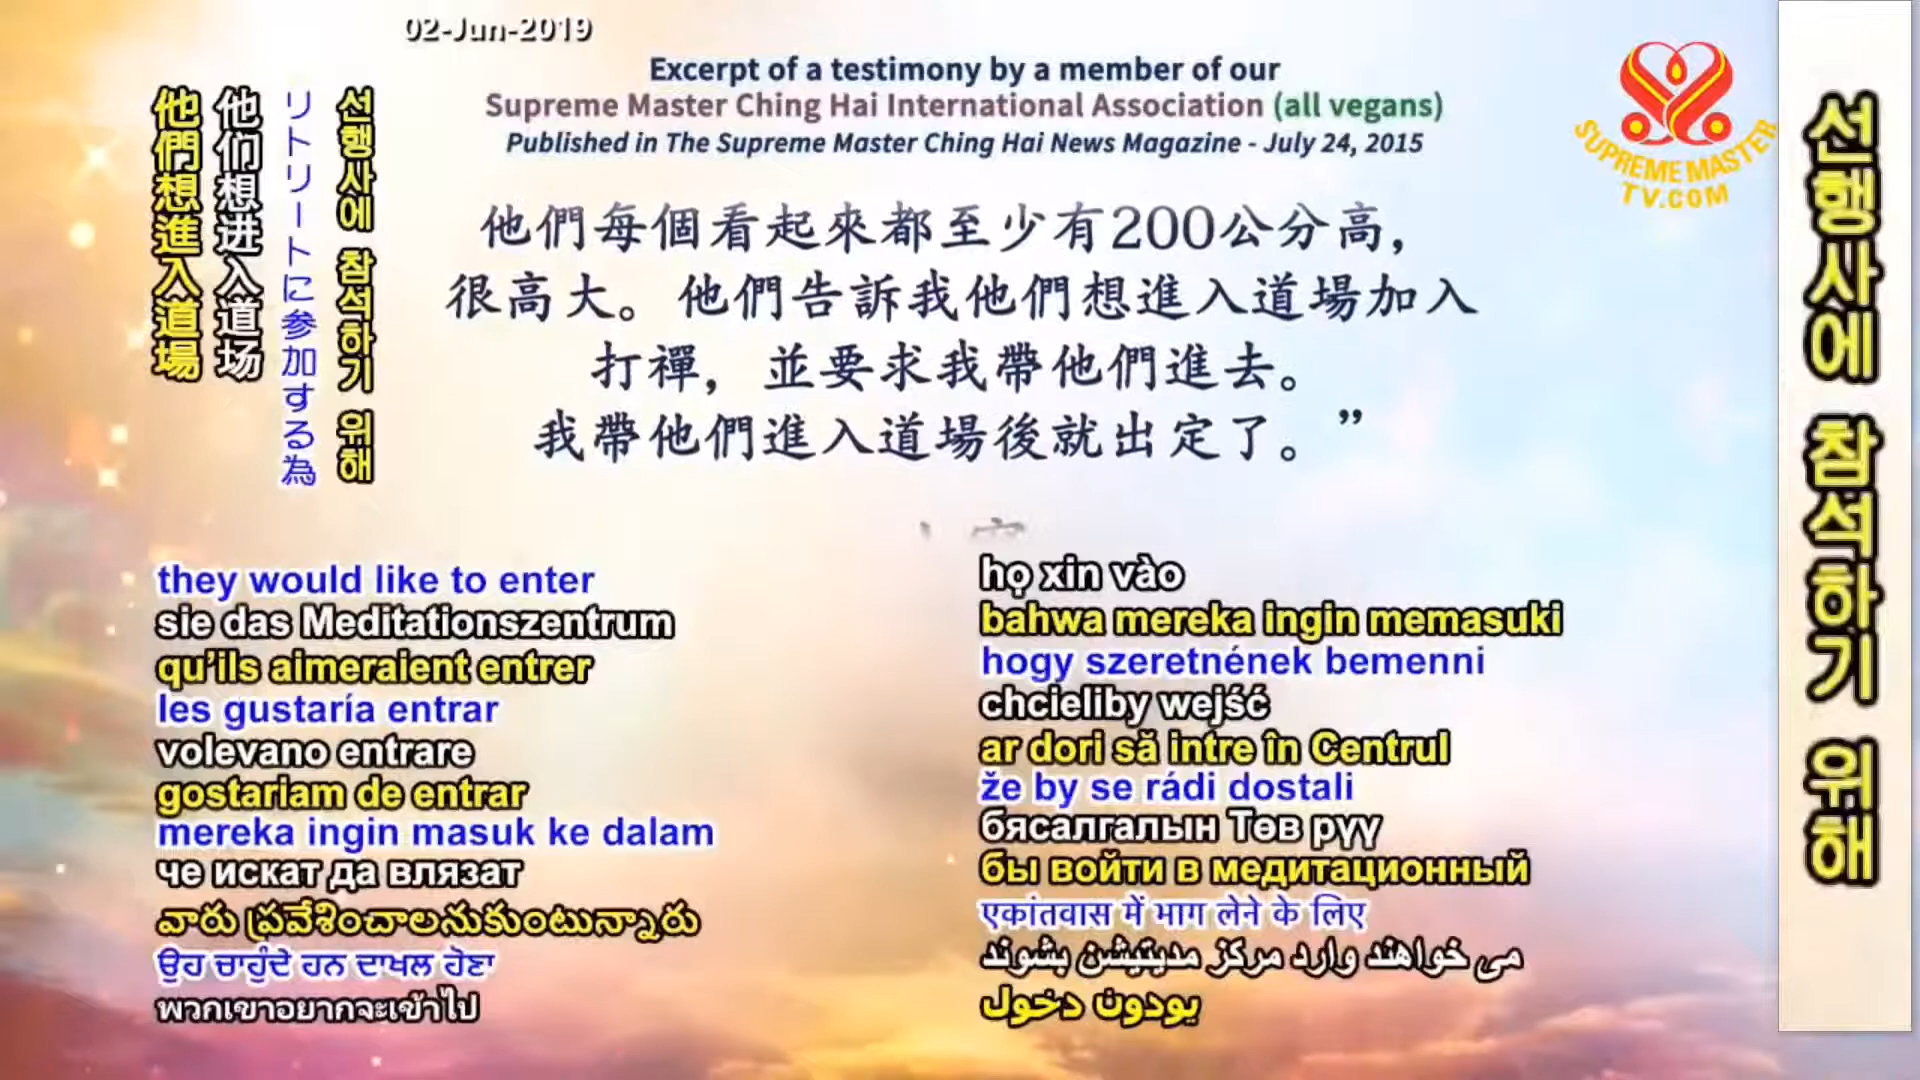 02-Jun-2019
Excerpt of a testimony by a member of our
Supreme Master Ching Hai International Association (all vegans)
Published in The Supreme Master Ching Hai News Magazine - July 24, 2015
SUPREME MASTER
TV.COM
선행사에 참석하기 위해
リトリートに参加する為
他们想进入道场
他們想進入道場
他們每個看起來都至少有200公分高，
很高大。他們告訴我他們想進入道場加入
打禪，並要求我帶他們進去。
我帶他們進入道場後就出定了。”
they would like to enter
sie das Meditationszentrum
qu’ils aimeraient entrer
les gustaría entrar
volevano entrare
gostariam de entrar
mereka ingin masuk ke dalam
че искат да влязат
వారు ప్రవేశించాలనుకుంటున్నారు
ਉਹ ਚਾਹੁੰਦੇ ਹਨ ਦਾਖਲ ਹੋਣਾ
พวกเขาอยากจะเข้าไป
họ xin vào
bahwa mereka ingin memasuki
hogy szeretnének bemenni
chcieliby wejść
ar dori să intre în Centrul
že by se rádi dostali
бясалгалын Төв рүү
бы войти в медитационный
एकांतवास में भाग लेने के लिए
می خواهند وارد مرکز مدیتیشن بشوند
يودون دخول
선행사에 참석하기 위해